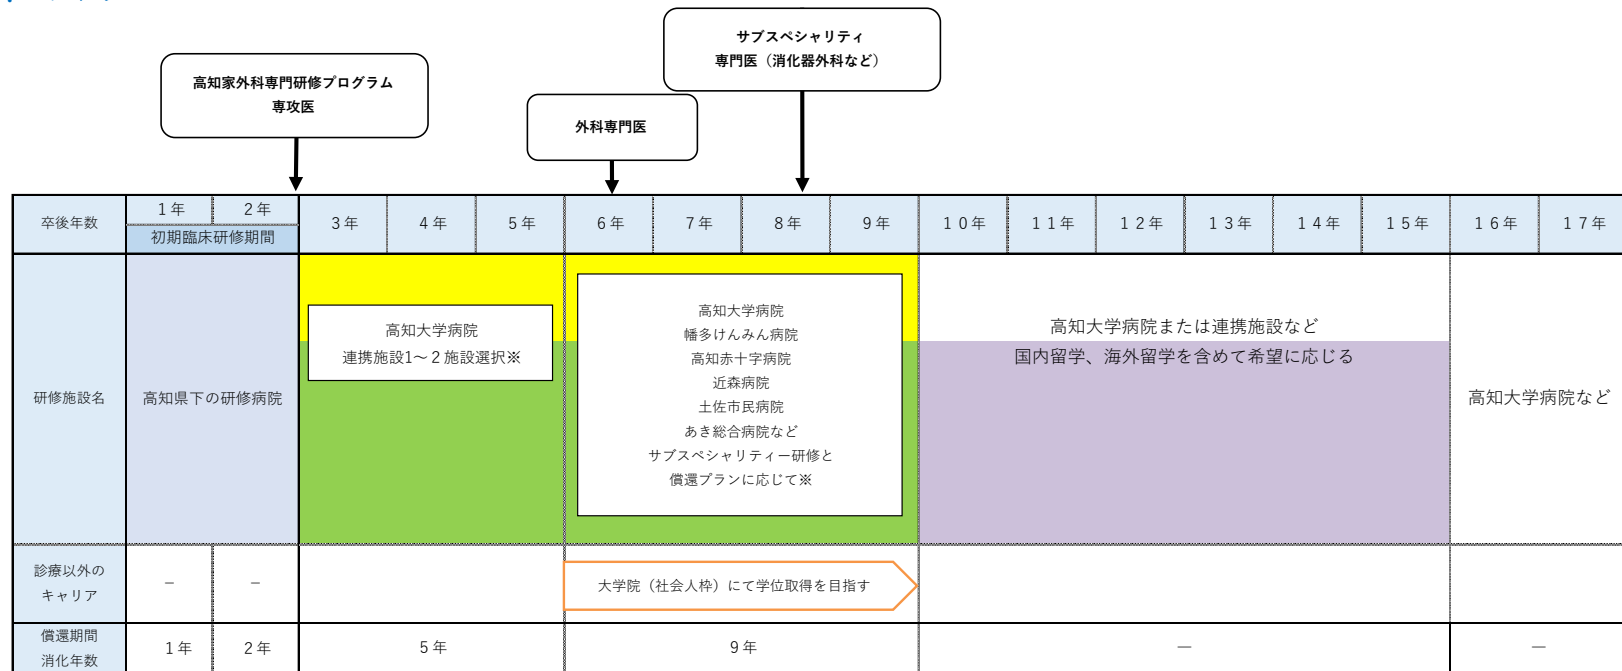 サブスペシャリティ
専門医（消化器外科など）
高知家外科専門研修プログラム
専攻医
外科専門医
卒後年数
1年
2年
初期臨床研修期間
3年
4年
5年
6年
7年
8年
9年
10年
11年
12年
13年
14年
15年
16年
17年
研修施設名
高知県下の研修病院
高知大学病院
連携施設1～2施設選択※
高知大学病院
幡多けんみん病院
高知赤十字病院
近森病院
土佐市民病院
あき総合病院など
サブスペシャリティー研修と
償還プランに応じて※
高知大学病院または連携施設など
国内留学、海外留学を含めて希望に応じる
高知大学病院など
診療以外の
キャリア
－
－
大学院（社会人枠）にて学位取得を目指す
償還期間
消化年数
1年
2年
5年
9年
－
－